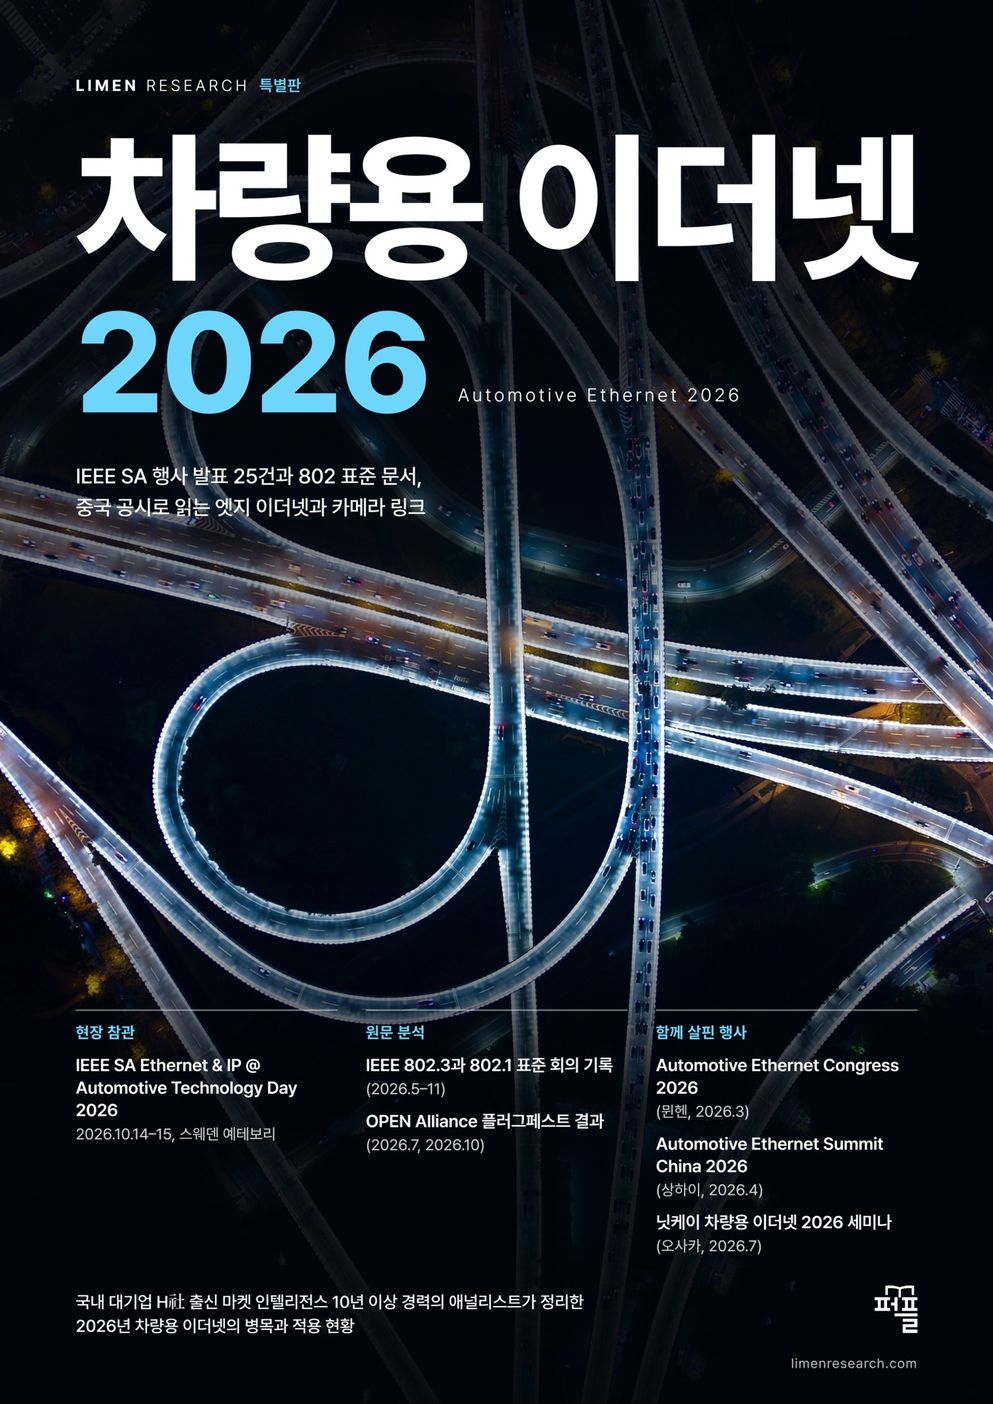 LIMEN RESEARCH 특별판
차량용 이더넷
2026
Automotive Ethernet 2026
IEEE SA 행사 발표 25건과 802 표준 문서,
중국 공시로 읽는 엣지 이더넷과 카메라 링크
현장 참관
IEEE SA Ethernet & IP @
Automotive Technology Day
2026
2026.10.14–15, 스웨덴 예테보리
원문 분석
IEEE 802.3과 802.1 표준 회의 기록
(2026.5–11)
OPEN Alliance 플러그페스트 결과
(2026.7, 2026.10)
함께 살핀 행사
Automotive Ethernet Congress
2026
(뮌헨, 2026.3)
Automotive Ethernet Summit
China 2026
(상하이, 2026.4)
닛케이 차량용 이더넷 2026 세미나
(오사카, 2026.7)
국내 대기업 H社 출신 마켓 인텔리전스 10년 이상 경력의 애널리스트가 정리한
2026년 차량용 이더넷의 병목과 적용 현황
퍼플
limenresearch.com